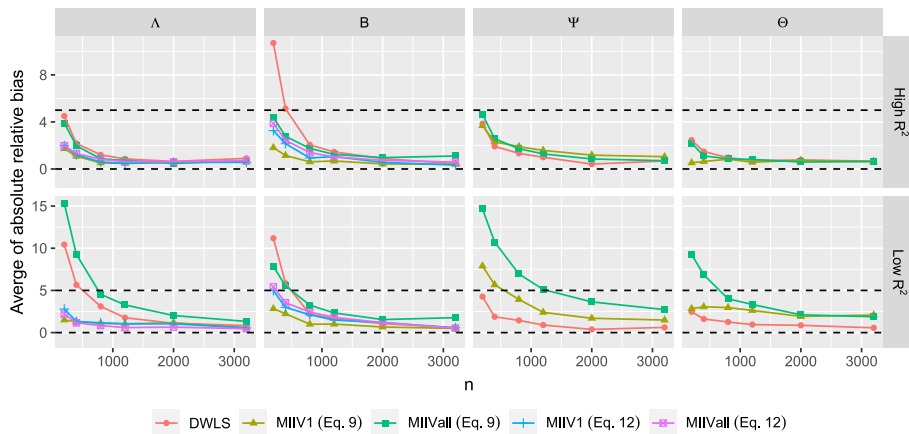 Λ B Ψ Θ
Averge of absolute relative bias
8
4
0
High R²
15
10
5
0
Low R²
1000 2000 3000 1000 2000 3000 1000 2000 3000 1000 2000 3000
n
DWLS MIIV1 (Eq. 9) MIIVall (Eq. 9) MIIV1 (Eq. 12) MIIVall (Eq. 12)